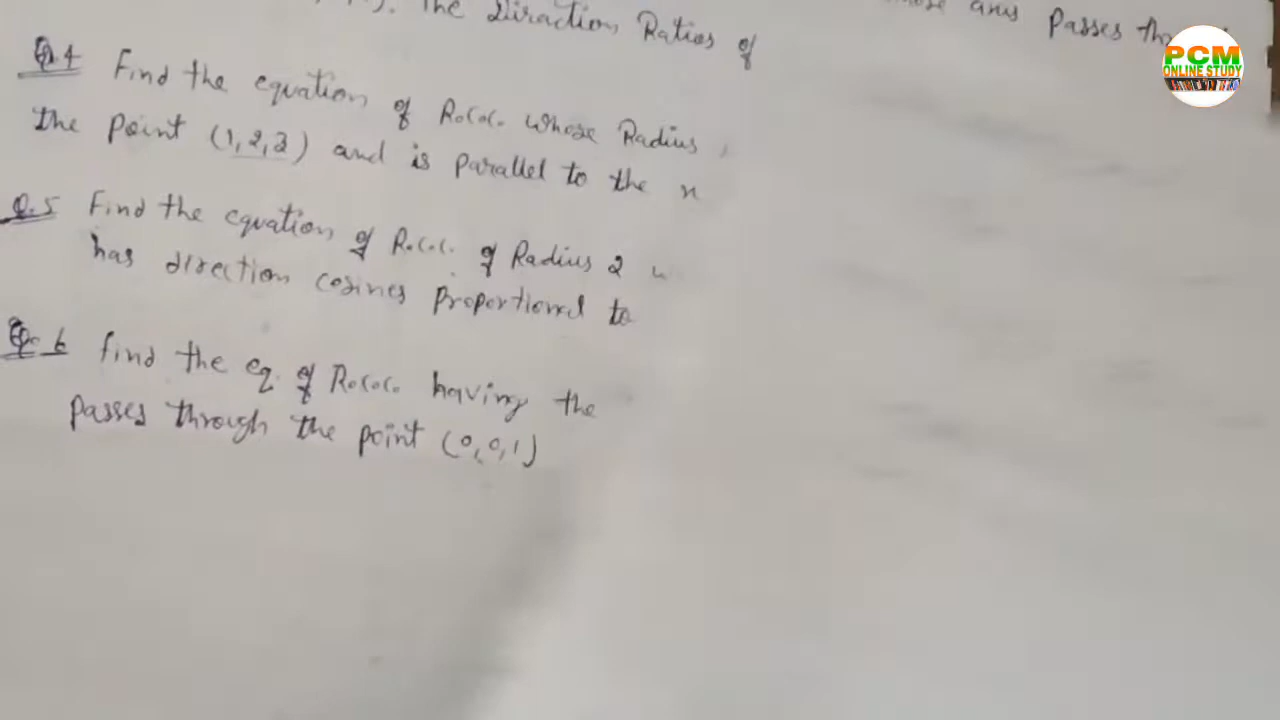 The Diraction Ratios of
axis Passes
PCM
ONLINE STUDY
Q.4 Find the equation of R.C.C. whose Radius
the point (1,2,3) and is parallel to the x
Q.5 Find the equation of R.C.C. of Radius 2
has direction cosines proportional to
Q. 6 find the eq. of R.C.C. having the
passes through the point (0,0,1)